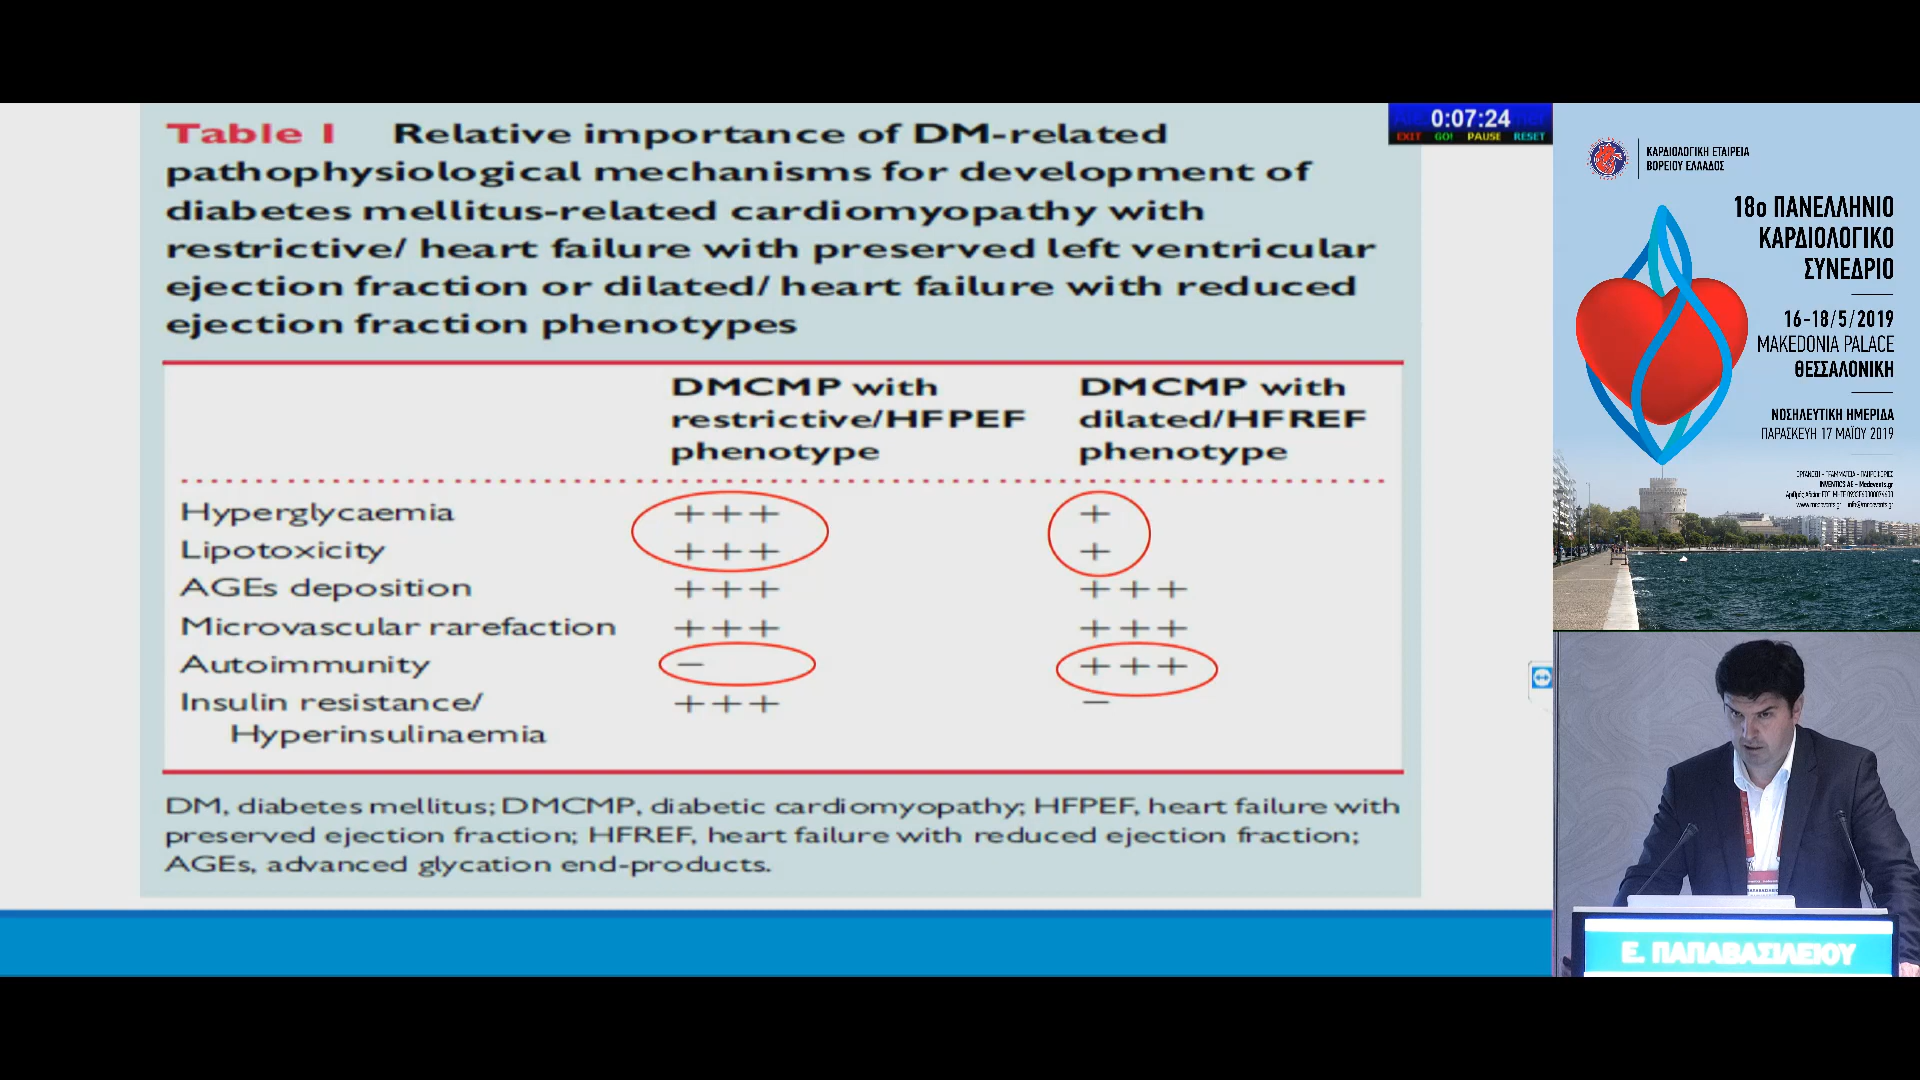 Table 1 Relative importance of DM-related
pathophysiological mechanisms for development of
diabetes mellitus-related cardiomyopathy with
restrictive/ heart failure with preserved left ventricular
ejection fraction or dilated/ heart failure with reduced
ejection fraction phenotypes
DMCMP with restrictive/HFPEF phenotype
DMCMP with dilated/HFREF phenotype
Hyperglycaemia +++ +
Lipotoxicity +++ +
AGEs deposition +++ +++
Microvascular rarefaction +++ +++
Autoimmunity − +++
Insulin resistance/ +++ −
Hyperinsulinaemia
DM, diabetes mellitus; DMCMP, diabetic cardiomyopathy; HFPEF, heart failure with
preserved ejection fraction; HFREF, heart failure with reduced ejection fraction;
AGEs, advanced glycation end-products.
0:07:24
EXIT GO! PAUSE RESET
ΚΑΡΔΙΟΛΟΓΙΚΗ ΕΤΑΙΡΕΙΑ
ΒΟΡΕΙΟΥ ΕΛΛΑΔΟΣ
18ο ΠΑΝΕΛΛΗΝΙΟ
ΚΑΡΔΙΟΛΟΓΙΚΟ
ΣΥΝΕΔΡΙΟ
16-18/5/2019
MAKEDONIA PALACE
ΘΕΣΣΑΛΟΝΙΚΗ
ΝΟΣΗΛΕΥΤΙΚΗ ΗΜΕΡΙΔΑ
ΠΑΡΑΣΚΕΥΗ 17 ΜΑΪΟΥ 2019
INVENTICS AE - Medevents.gr
Ε. ΠΑΠΑΒΑΣΙΛΕΙΟΥ